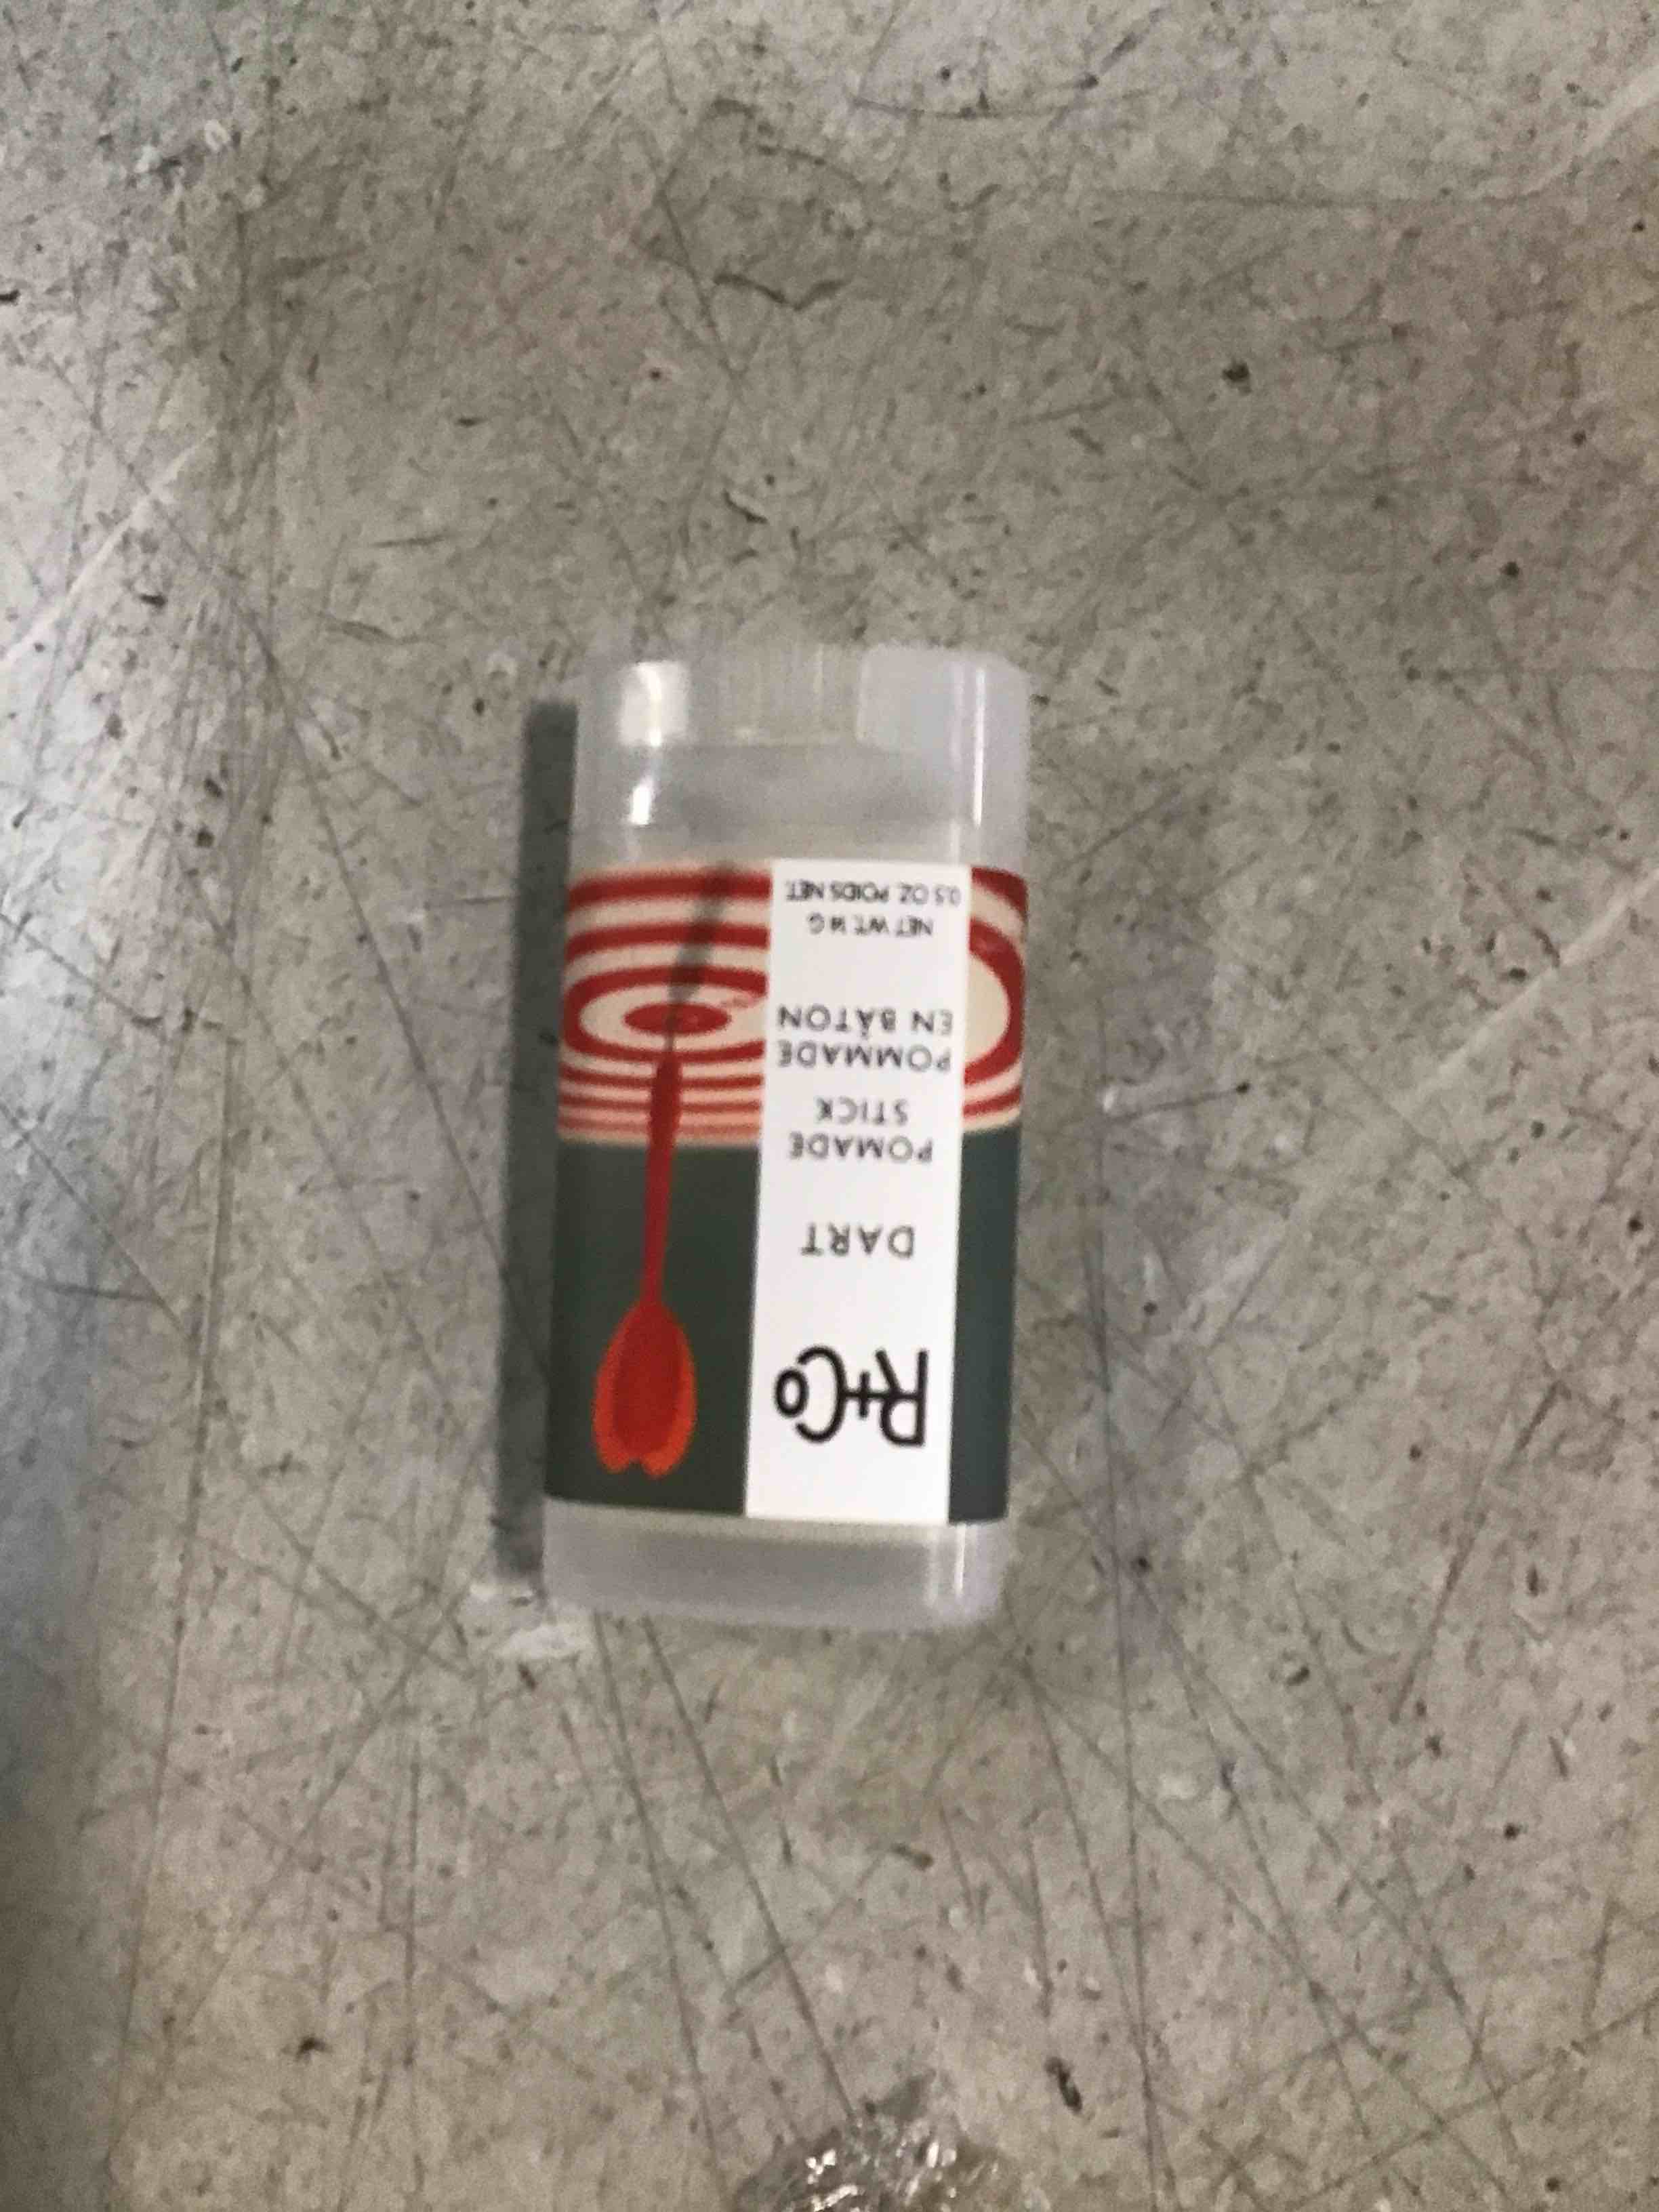 R+Co
DART
POMADE
STICK
POMMADE
EN BÂTON
NET WT. 14 G
0.5 OZ. POIDS NET.